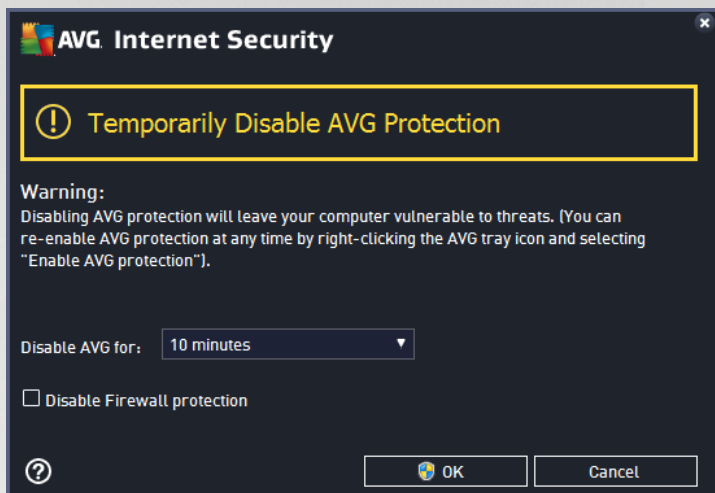 AVG. Internet Security
Temporarily Disable AVG Protection
Warning:
Disabling AVG protection will leave your computer vulnerable to threats. (You can
re-enable AVG protection at any time by right-clicking the AVG tray icon and selecting
"Enable AVG protection").
Disable AVG for: 10 minutes
Disable Firewall protection
OK Cancel